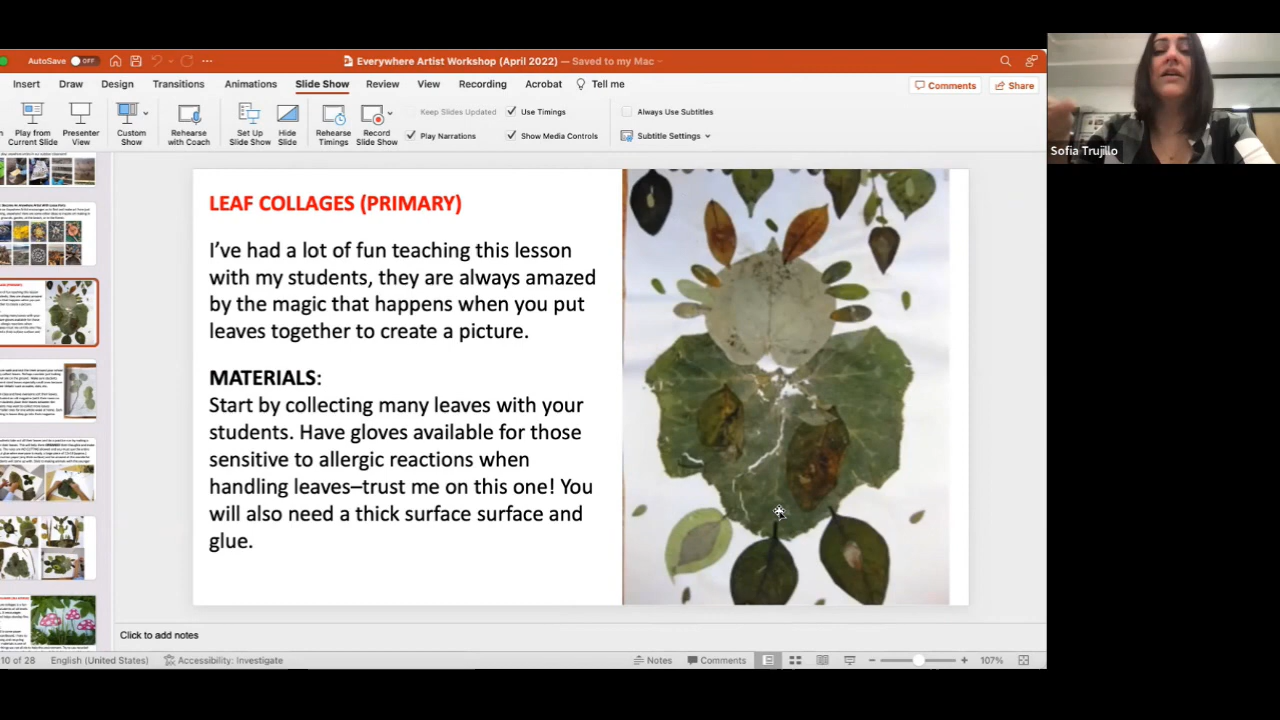 AutoSave OFF
Everywhere Artist Workshop (April 2022) — Saved to my Mac
Insert Draw Design Transitions Animations Slide Show Review View Recording Acrobat Tell me
Comments Share
Play from
Current Slide
Presenter
View
Custom
Show
Rehearse
with Coach
Set Up
Slide Show
Hide
Slide
Rehearse
Timings
Record
Slide Show
Keep Slides Updated
Play Narrations
Use Timings
Show Media Controls
Always Use Subtitles
Subtitle Settings
Sofia Trujillo
LEAF COLLAGES (PRIMARY)
I’ve had a lot of fun teaching this lesson
with my students, they are always amazed
by the magic that happens when you put
leaves together to create a picture.
MATERIALS:
Start by collecting many leaves with your
students. Have gloves available for those
sensitive to allergic reactions when
handling leaves–trust me on this one! You
will also need a thick surface surface and
glue.
Click to add notes
10 of 28 English (United States) Accessibility: Investigate
Notes Comments 107%